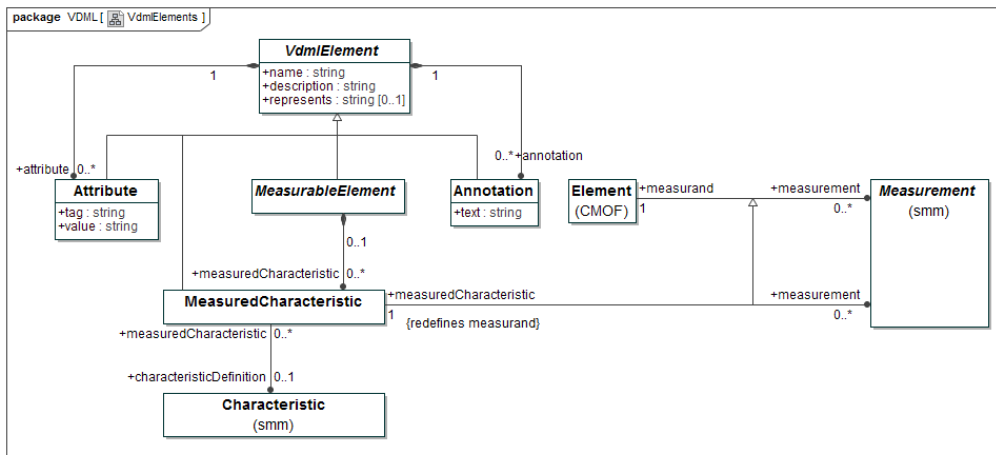 package VDML [ VdmlElements ]
VdmlElement
+name : string
+description : string
+represents : string [0..1]
1
1
+attribute 0..*
0..* +annotation
Attribute
+tag : string
+value : string
MeasurableElement
Annotation
+text : string
Element
(CMOF)
+measurand
1
+measurement
0..*
Measurement
(smm)
0..1
+measuredCharacteristic 0..*
MeasuredCharacteristic
+measuredCharacteristic
1
{redefines measurand}
+measurement
0..*
+measuredCharacteristic 0..*
+characteristicDefinition 0..1
Characteristic
(smm)